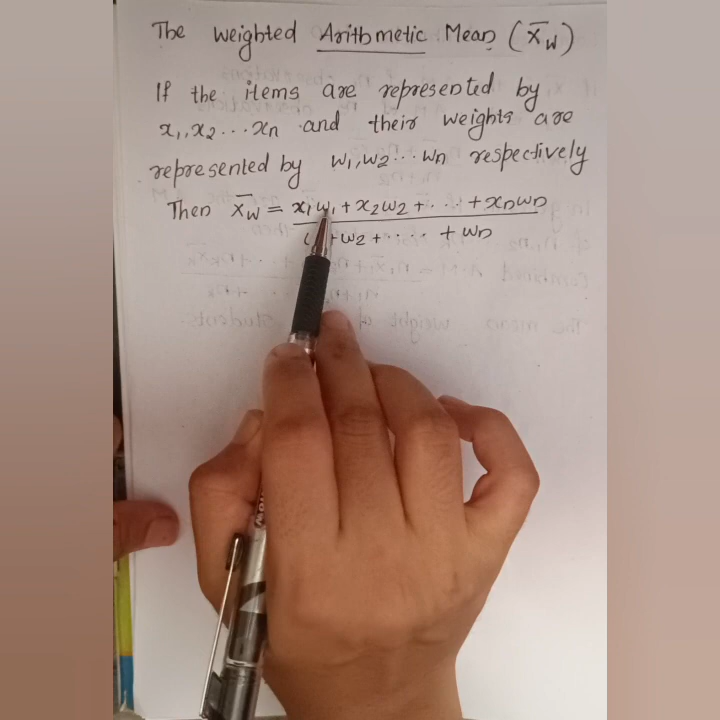 The weighted Arithmetic Mean (x̄w)
If the items are represented by
x1, x2 ... xn and their weights are
represented by w1, w2 ... wn respectively
Then x̄w = x1w1 + x2w2 + ... + xnwn
+ w2 + .... + wn